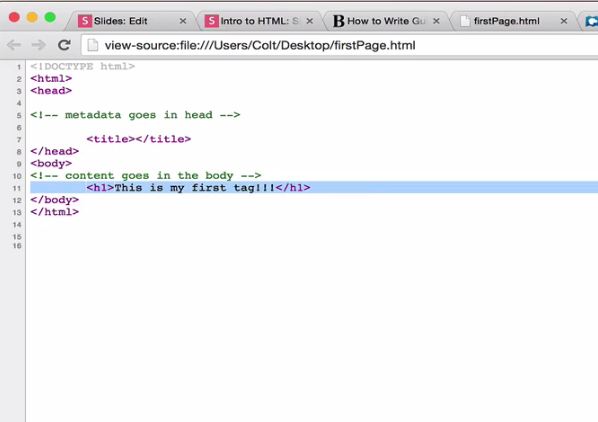 Slides: Edit
Intro to HTML: S
How to Write Gu
firstPage.html
view-source:file:///Users/Colt/Desktop/firstPage.html
1 <!DOCTYPE html>
2 <html>
3 <head>
4
5 <!-- metadata goes in head -->
6
7 <title></title>
8 </head>
9 <body>
10 <!-- content goes in the body -->
11 <h1>This is my first tag!!!</h1>
12 </body>
13 </html>
14
15
16